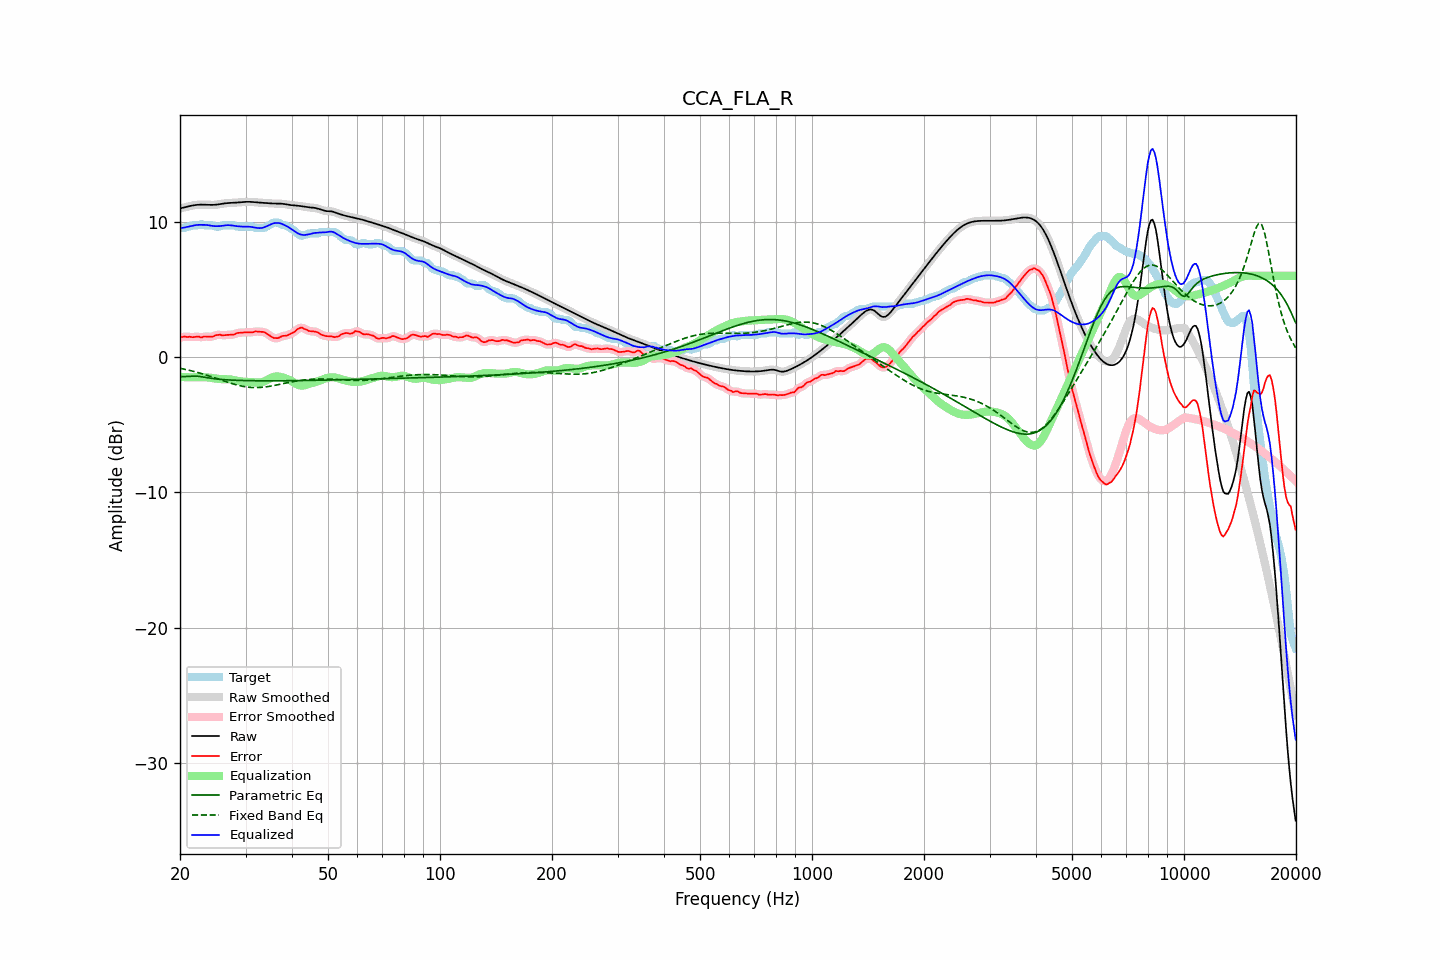 CCA_FLA_R
Amplitude (dBr)
10
0
−10
−20
−30
Target
Raw Smoothed
Error Smoothed
Raw
Error
Equalization
Parametric Eq
Fixed Band Eq
Equalized
20 50 100 200 500 1000 2000 5000 10000 20000
Frequency (Hz)